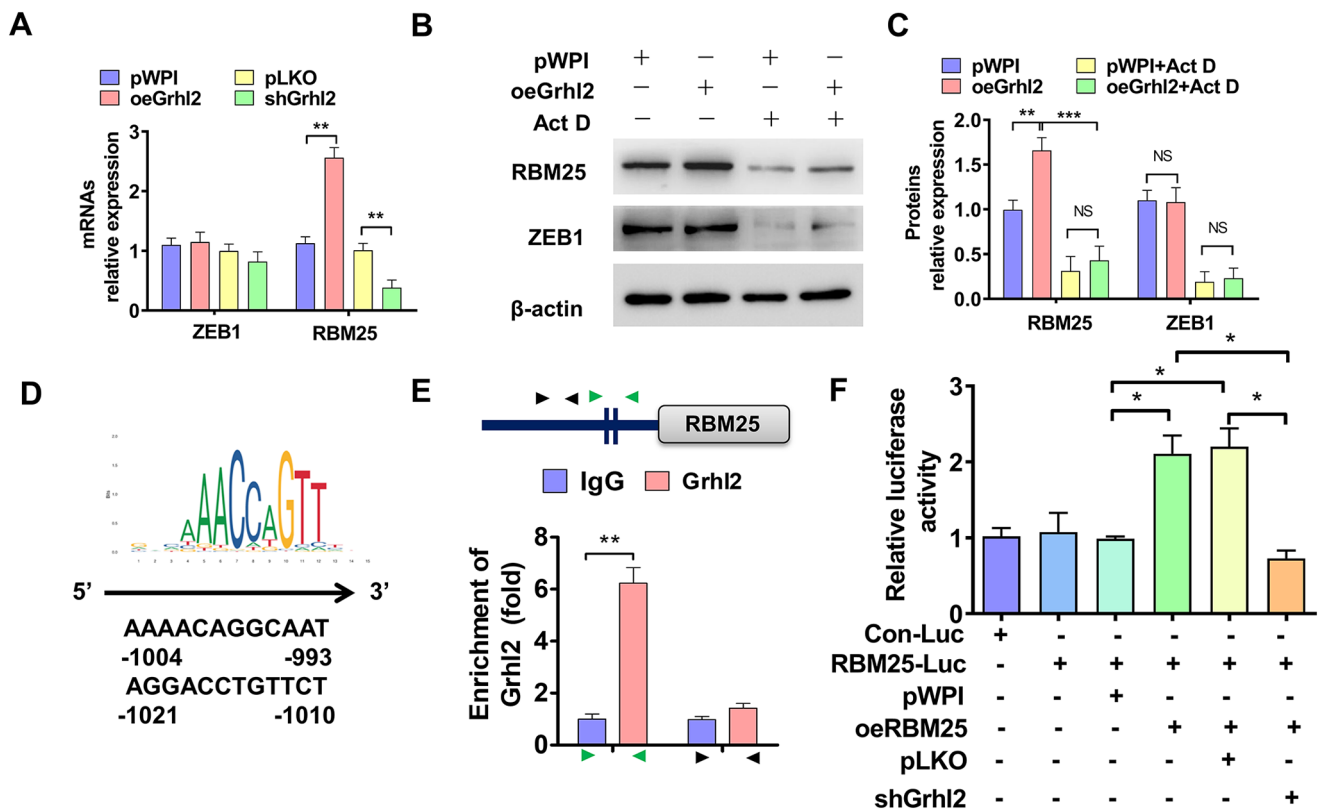 A
pWPI
pLKO
oeGrhl2
shGrhl2
mRNAs
relative expression
3
2
1
0
**
**
ZEB1
RBM25
B
pWPI + − + −
oeGrhl2 − + − +
Act D − − + +
RBM25
ZEB1
β-actin
C
pWPI
pWPI+Act D
oeGrhl2
oeGrhl2+Act D
Proteins
relative expression
2.0
1.5
1.0
0.5
0.0
** ***
NS
NS
NS
RBM25
ZEB1
D
AAACCAGTT
5’
3’
AAAACAGGCAAT
-1004 -993
AGGACCTGTTCT
-1021 -1010
E
RBM25
IgG
Grhl2
Enrichment of
Grhl2 (fold)
8
6
4
2
0
**
F
Relative luciferase
activity
3
2
1
0
*
*
*
*
Con-Luc + - - - - -
RBM25-Luc - + + + + +
pWPI - - + - - -
oeRBM25 - - - + + +
pLKO - - - - + -
shGrhl2 - - - - - +